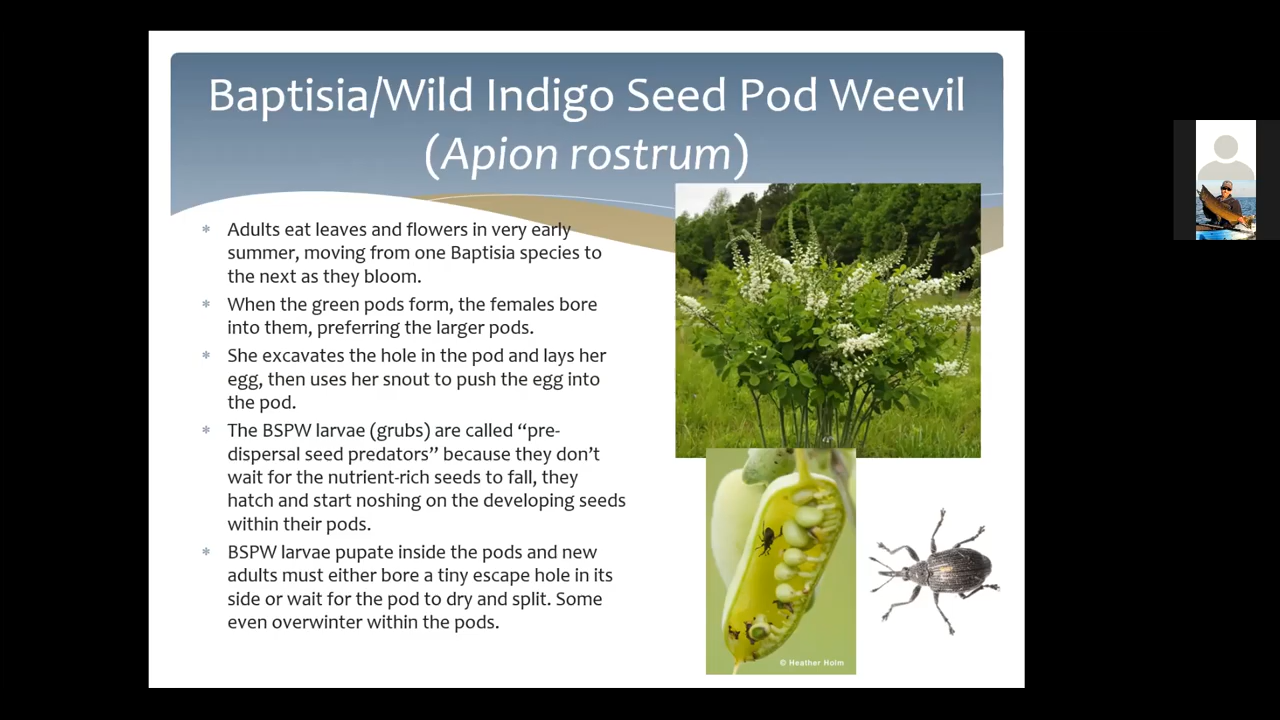 Baptisia/Wild Indigo Seed Pod Weevil
(Apion rostrum)
* Adults eat leaves and flowers in very early
summer, moving from one Baptisia species to
the next as they bloom.
* When the green pods form, the females bore
into them, preferring the larger pods.
* She excavates the hole in the pod and lays her
egg, then uses her snout to push the egg into
the pod.
* The BSPW larvae (grubs) are called “pre-
dispersal seed predators” because they don’t
wait for the nutrient-rich seeds to fall, they
hatch and start noshing on the developing seeds
within their pods.
* BSPW larvae pupate inside the pods and new
adults must either bore a tiny escape hole in its
side or wait for the pod to dry and split. Some
even overwinter within the pods.
© Heather Holm